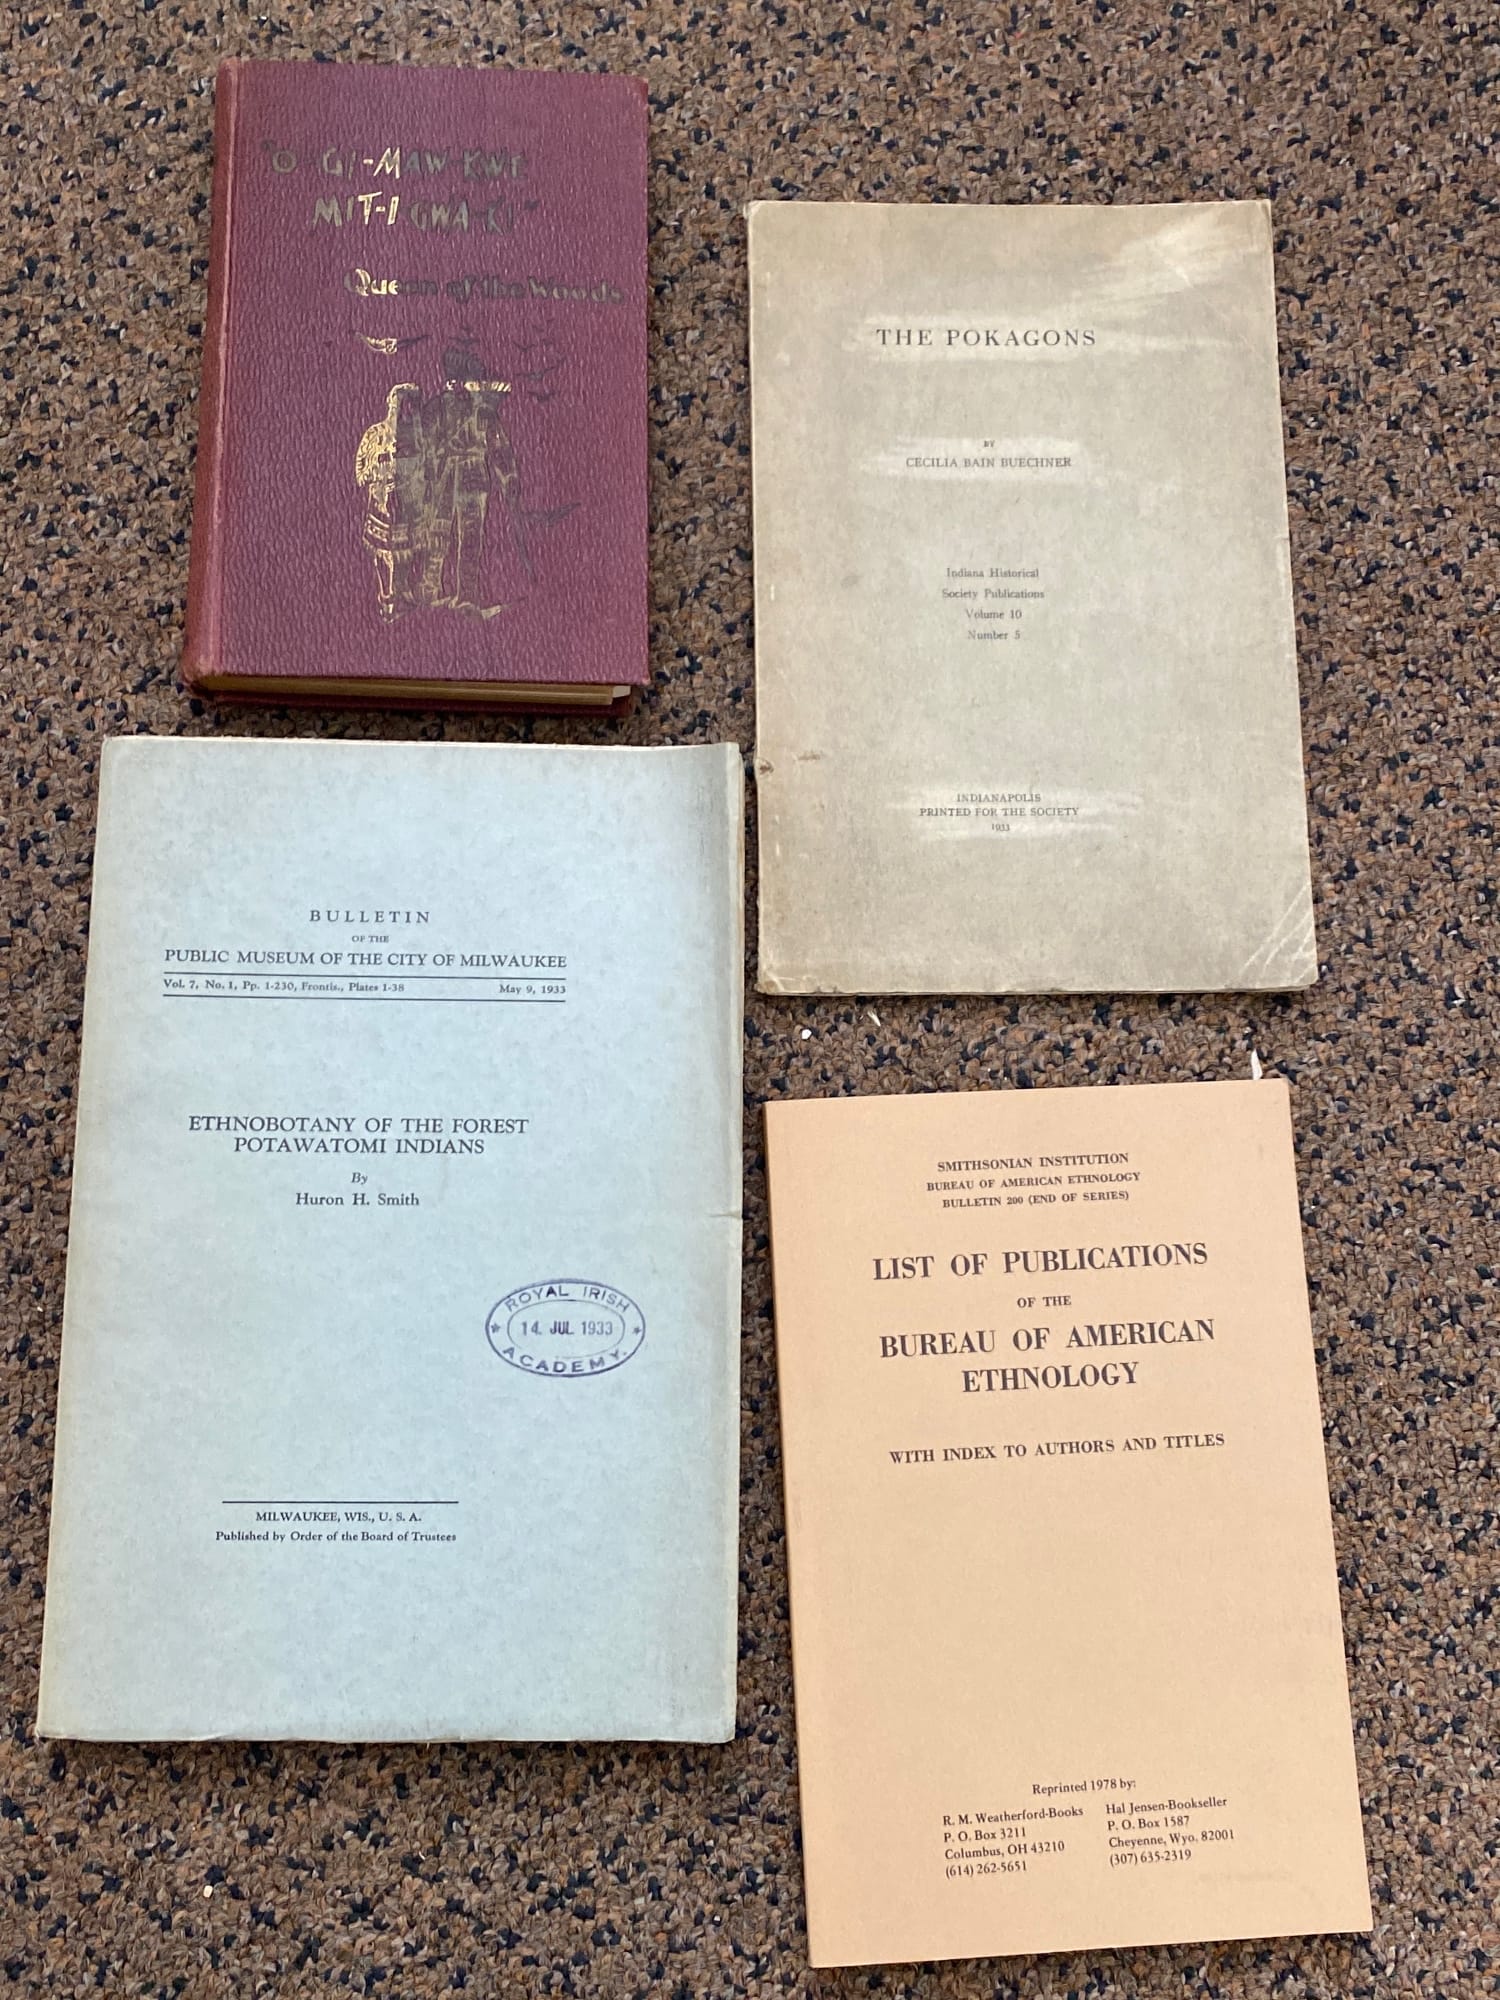 "O-GI-MAW-KWE
MIT-I GWA-KI"
Queen of the Woods
THE POKAGONS
BY
CECILIA BAIN BUECHNER
Indiana Historical
Society Publications
Volume 10
Number 5
INDIANAPOLIS
PRINTED FOR THE SOCIETY
1933
BULLETIN
OF THE
PUBLIC MUSEUM OF THE CITY OF MILWAUKEE
Vol. 7, No. 1, Pp. 1-230, Frontis., Plates 1-38 May 9, 1933
ETHNOBOTANY OF THE FOREST
POTAWATOMI INDIANS
By
Huron H. Smith
ROYAL IRISH
14. JUL 1933
ACADEMY.
MILWAUKEE, WIS., U. S. A.
Published by Order of the Board of Trustees
SMITHSONIAN INSTITUTION
BUREAU OF AMERICAN ETHNOLOGY
BULLETIN 200 (END OF SERIES)
LIST OF PUBLICATIONS
OF THE
BUREAU OF AMERICAN
ETHNOLOGY
WITH INDEX TO AUTHORS AND TITLES
Reprinted 1978 by:
R. M. Weatherford-Books Hal Jensen-Bookseller
P. O. Box 3211 P. O. Box 1587
Columbus, OH 43210 Cheyenne, Wyo. 82001
(614) 262-5651 (307) 635-2319